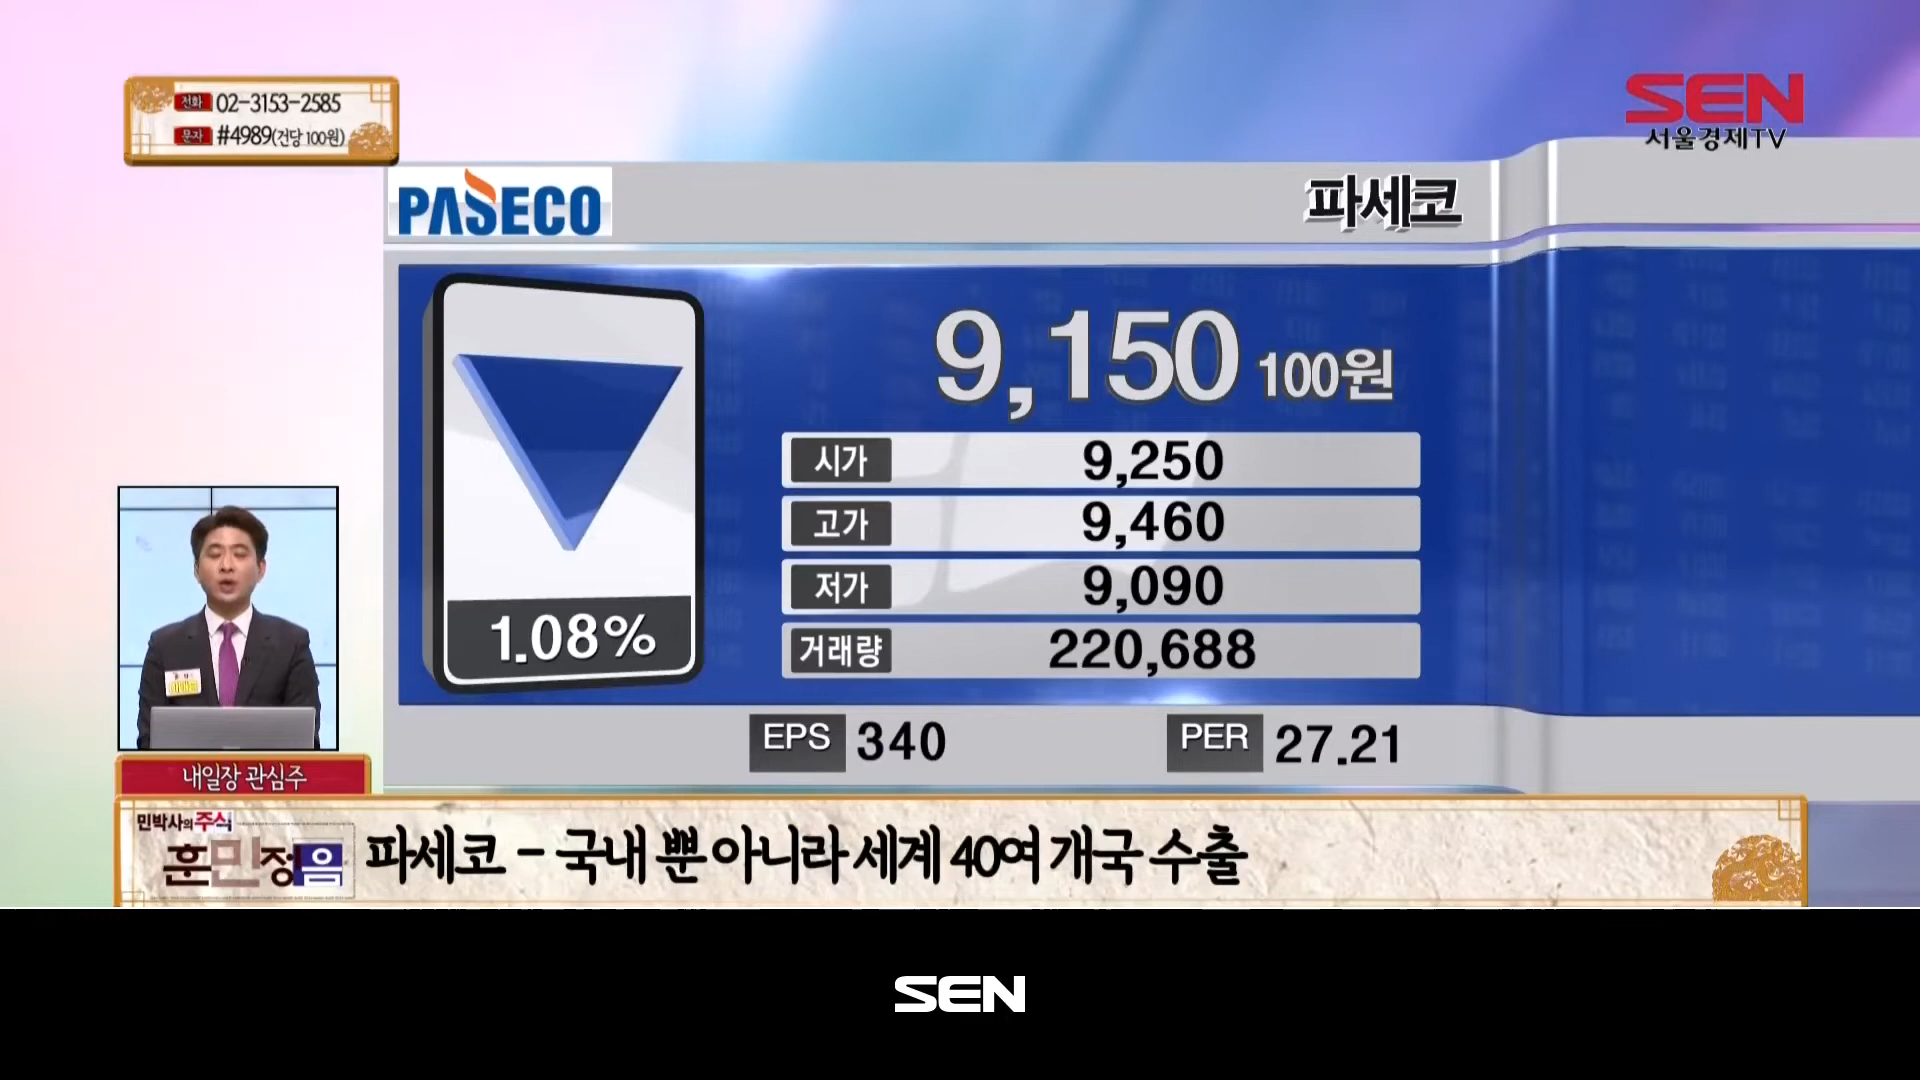 전화 02-3153-2585
문자 #4989(건당 100원)
SEN
서울경제TV
PASECO
파세코
9,150 100원
1.08%
시가 9,250
고가 9,460
저가 9,090
거래량 220,688
EPS 340
PER 27.21
내일장 관심주
민박사의 주식
훈민정음
파세코 - 국내 뿐 아니라 세계 40여 개국 수출
SEN